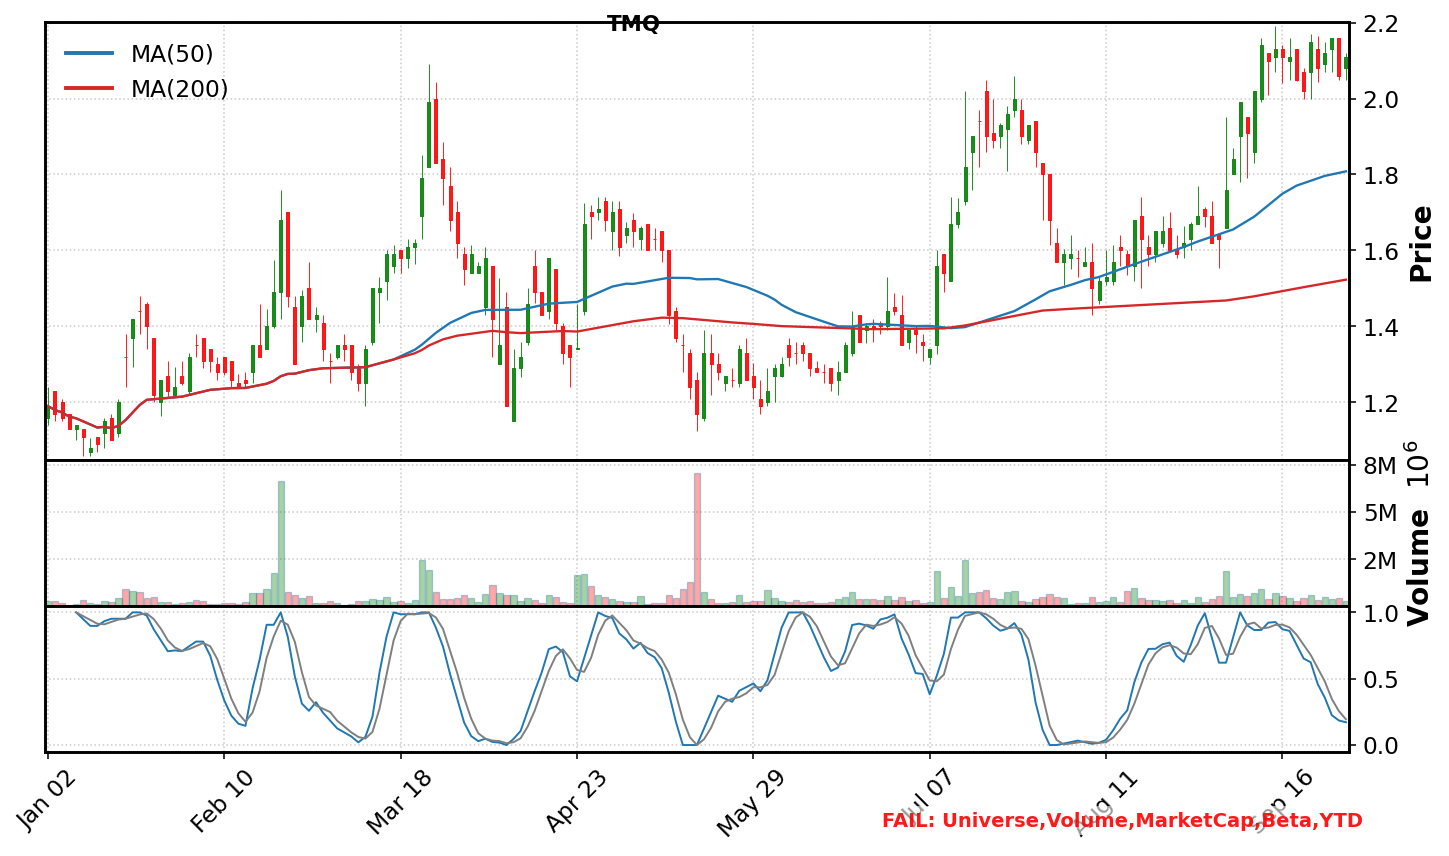 TMQ
MA(50)
MA(200)
2.2
2.0
1.8
1.6
1.4
1.2
Price
8M
5M
2M
Volume 10^6
1.0
0.5
0.0
Jan 02
Feb 10
Mar 18
Apr 23
May 29
Jul 07
Aug 11
Sep 16
FAIL: Universe,Volume,MarketCap,Beta,YTD